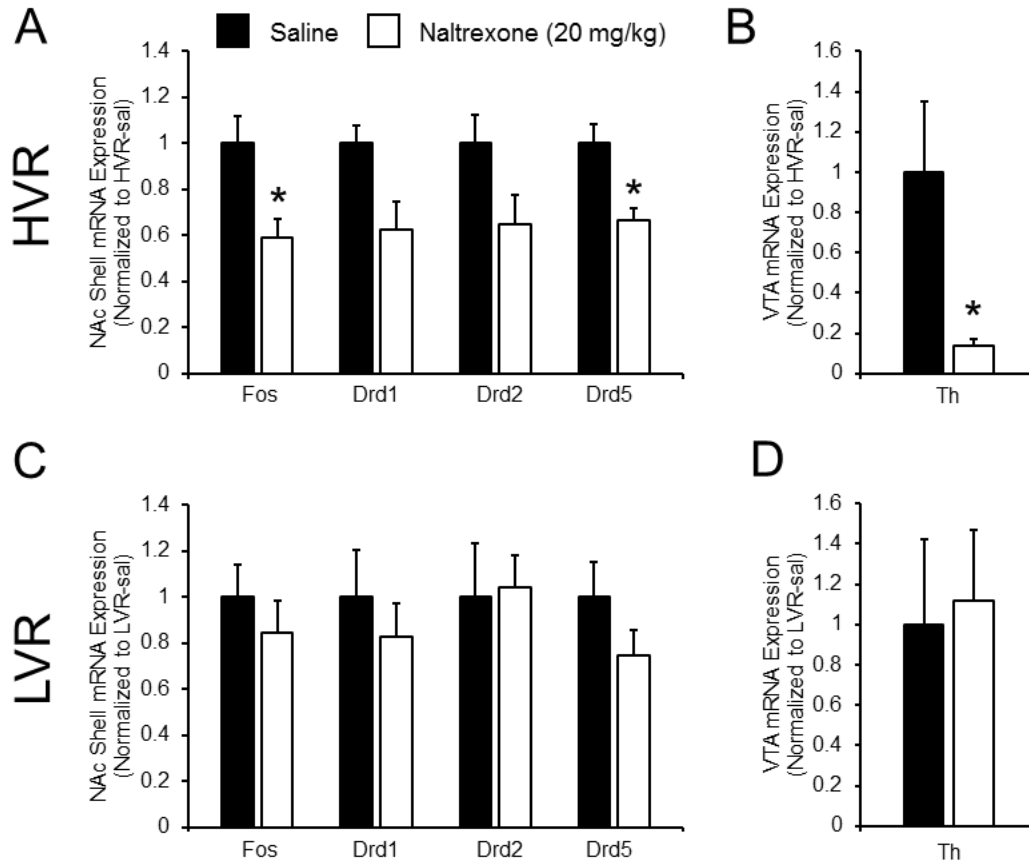 A
Saline
Naltrexone (20 mg/kg)
HVR
NAc Shell mRNA Expression
(Normalized to HVR-sal)
1.4
1.2
1
0.8
0.6
0.4
0.2
0
*
*
Fos
Drd1
Drd2
Drd5
B
VTA mRNA Expression
(Normalized to HVR-sal)
1.6
1.4
1.2
1
0.8
0.6
0.4
0.2
0
*
Th
C
LVR
NAc Shell mRNA Expression
(Normalized to LVR-sal)
1.4
1.2
1
0.8
0.6
0.4
0.2
0
Fos
Drd1
Drd2
Drd5
D
VTA mRNA Expression
(Normalized to LVR-sal)
1.6
1.4
1.2
1
0.8
0.6
0.4
0.2
0
Th